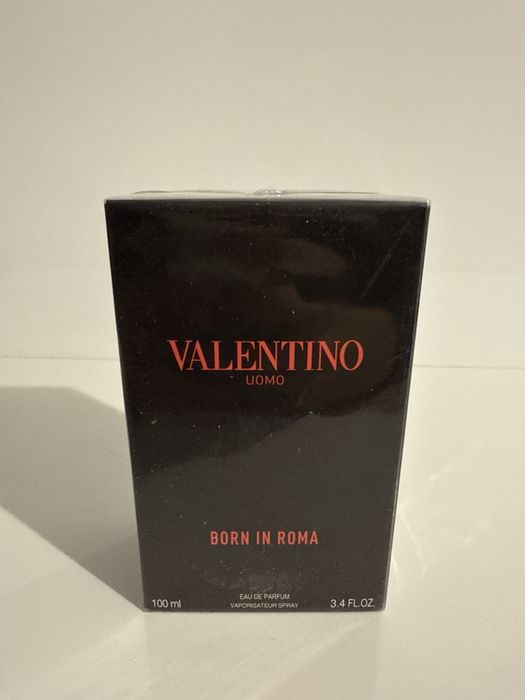 VALENTINO
UOMO
BORN IN ROMA
EAU DE PARFUM
100 ml VAPORISATEUR SPRAY 3.4 FL.OZ.